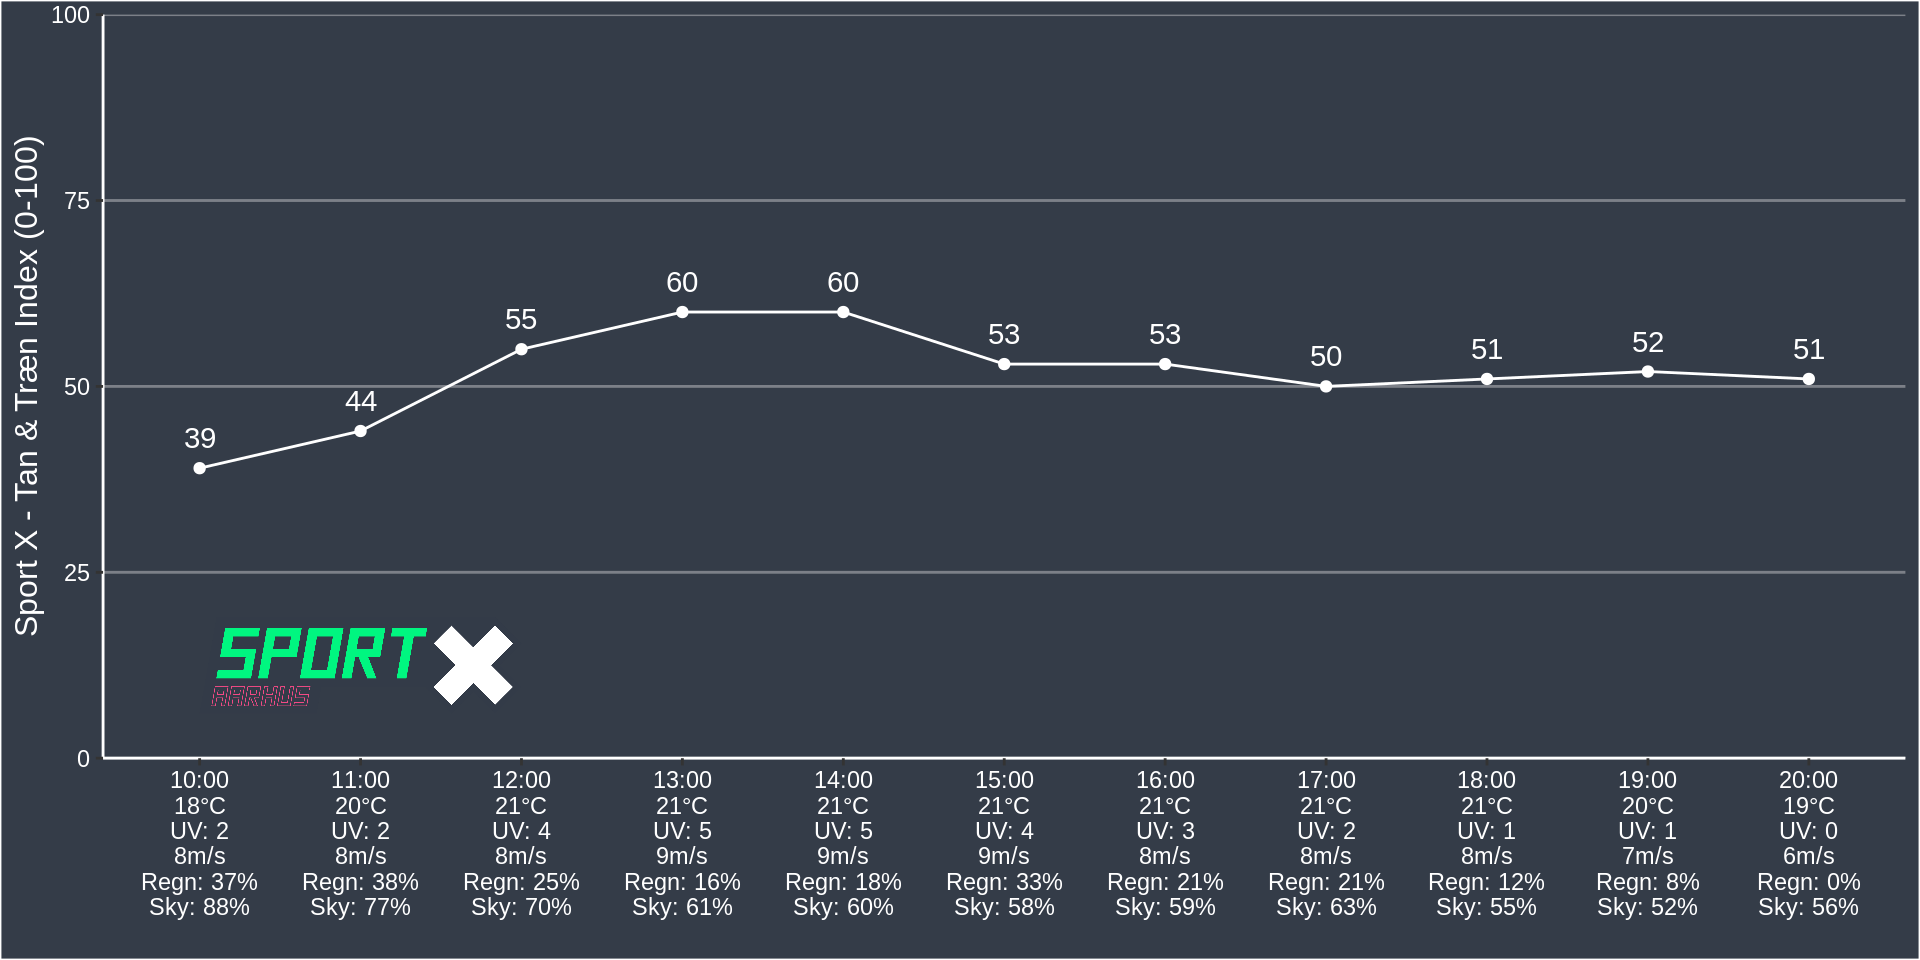 Sport X - Tan & Træn Index (0-100)
100
75
50
25
0
39
44
55
60
60
53
53
50
51
52
51
SPORT X
AARHUS
10:00 11:00 12:00 13:00 14:00 15:00 16:00 17:00 18:00 19:00 20:00
18°C 20°C 21°C 21°C 21°C 21°C 21°C 21°C 21°C 20°C 19°C
UV: 2 UV: 2 UV: 4 UV: 5 UV: 5 UV: 4 UV: 3 UV: 2 UV: 1 UV: 1 UV: 0
8m/s 8m/s 8m/s 9m/s 9m/s 9m/s 8m/s 8m/s 8m/s 7m/s 6m/s
Regn: 37% Regn: 38% Regn: 25% Regn: 16% Regn: 18% Regn: 33% Regn: 21% Regn: 21% Regn: 12% Regn: 8% Regn: 0%
Sky: 88% Sky: 77% Sky: 70% Sky: 61% Sky: 60% Sky: 58% Sky: 59% Sky: 63% Sky: 55% Sky: 52% Sky: 56%